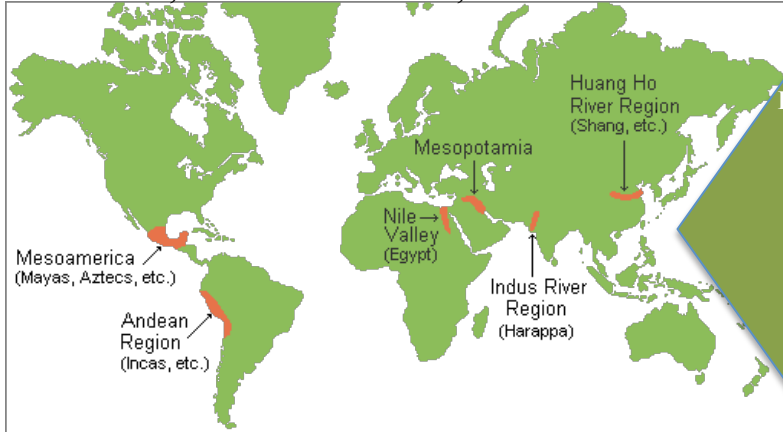 Huang Ho
River Region
(Shang, etc.)
Mesopotamia
Nile
Valley
(Egypt)
Indus River
Region
(Harappa)
Mesoamerica
(Mayas, Aztecs, etc.)
Andean
Region
(Incas, etc.)